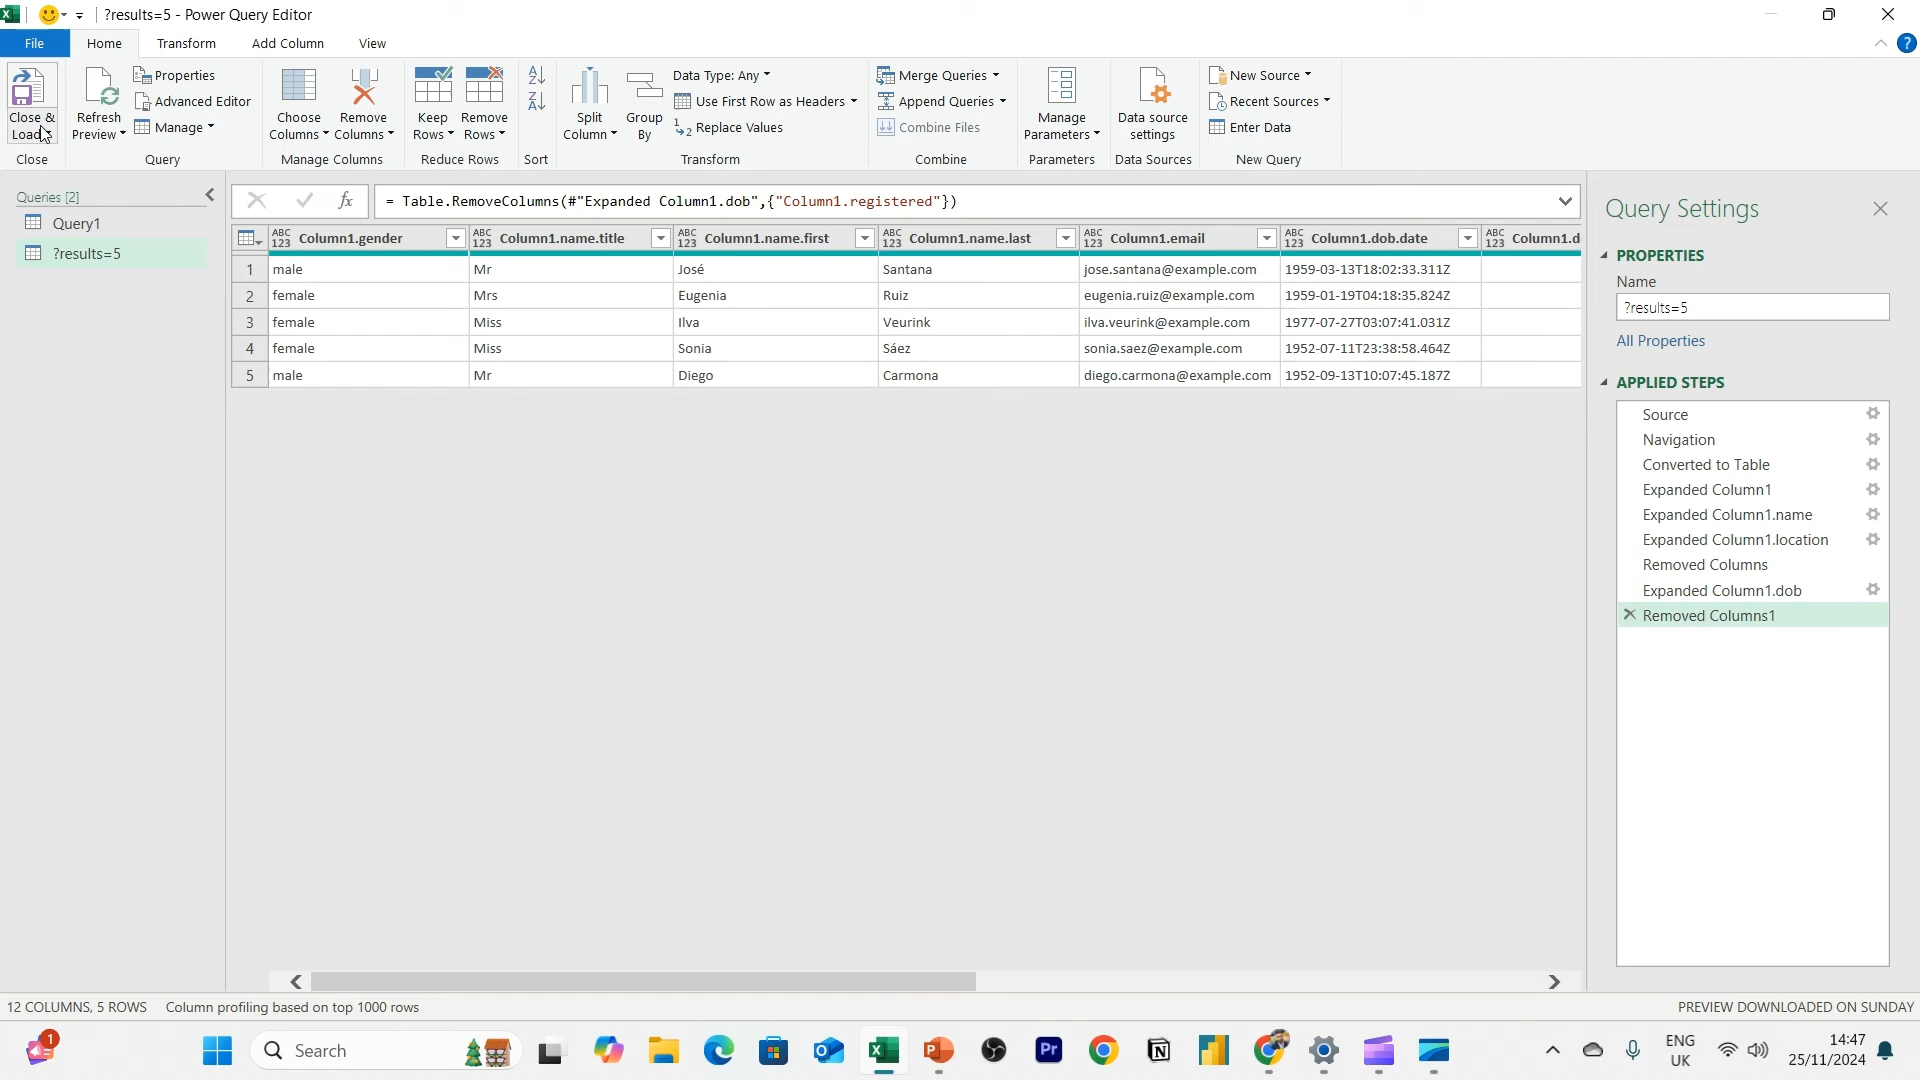 ?results=5 - Power Query Editor
File Home Transform Add Column View
Close & Load
Close
Refresh Preview
Properties
Advanced Editor
Manage
Query
Choose Columns
Remove Columns
Manage Columns
Keep Rows
Remove Rows
Reduce Rows
Sort
Split Column
Group By
Data Type: Any
Use First Row as Headers
Replace Values
Transform
Merge Queries
Append Queries
Combine Files
Combine
Manage Parameters
Parameters
Data source settings
Data Sources
New Source
Recent Sources
Enter Data
New Query
Queries [2]
Query1
?results=5
= Table.RemoveColumns(#"Expanded Column1.dob",{"Column1.registered"})
Column1.gender Column1.name.title Column1.name.first Column1.name.last Column1.email Column1.dob.date Column1.d
1 male Mr José Santana jose.santana@example.com 1959-03-13T18:02:33.311Z
2 female Mrs Eugenia Ruiz eugenia.ruiz@example.com 1959-01-19T04:18:35.824Z
3 female Miss Ilva Veurink ilva.veurink@example.com 1977-07-27T03:07:41.031Z
4 female Miss Sonia Sáez sonia.saez@example.com 1952-07-11T23:38:58.464Z
5 male Mr Diego Carmona diego.carmona@example.com 1952-09-13T10:07:45.187Z
Query Settings
PROPERTIES
Name
?results=5
All Properties
APPLIED STEPS
Source
Navigation
Converted to Table
Expanded Column1
Expanded Column1.name
Expanded Column1.location
Removed Columns
Expanded Column1.dob
Removed Columns1
12 COLUMNS, 5 ROWS Column profiling based on top 1000 rows
PREVIEW DOWNLOADED ON SUNDAY
1
Search
Pr
ENG
UK
14:47
25/11/2024